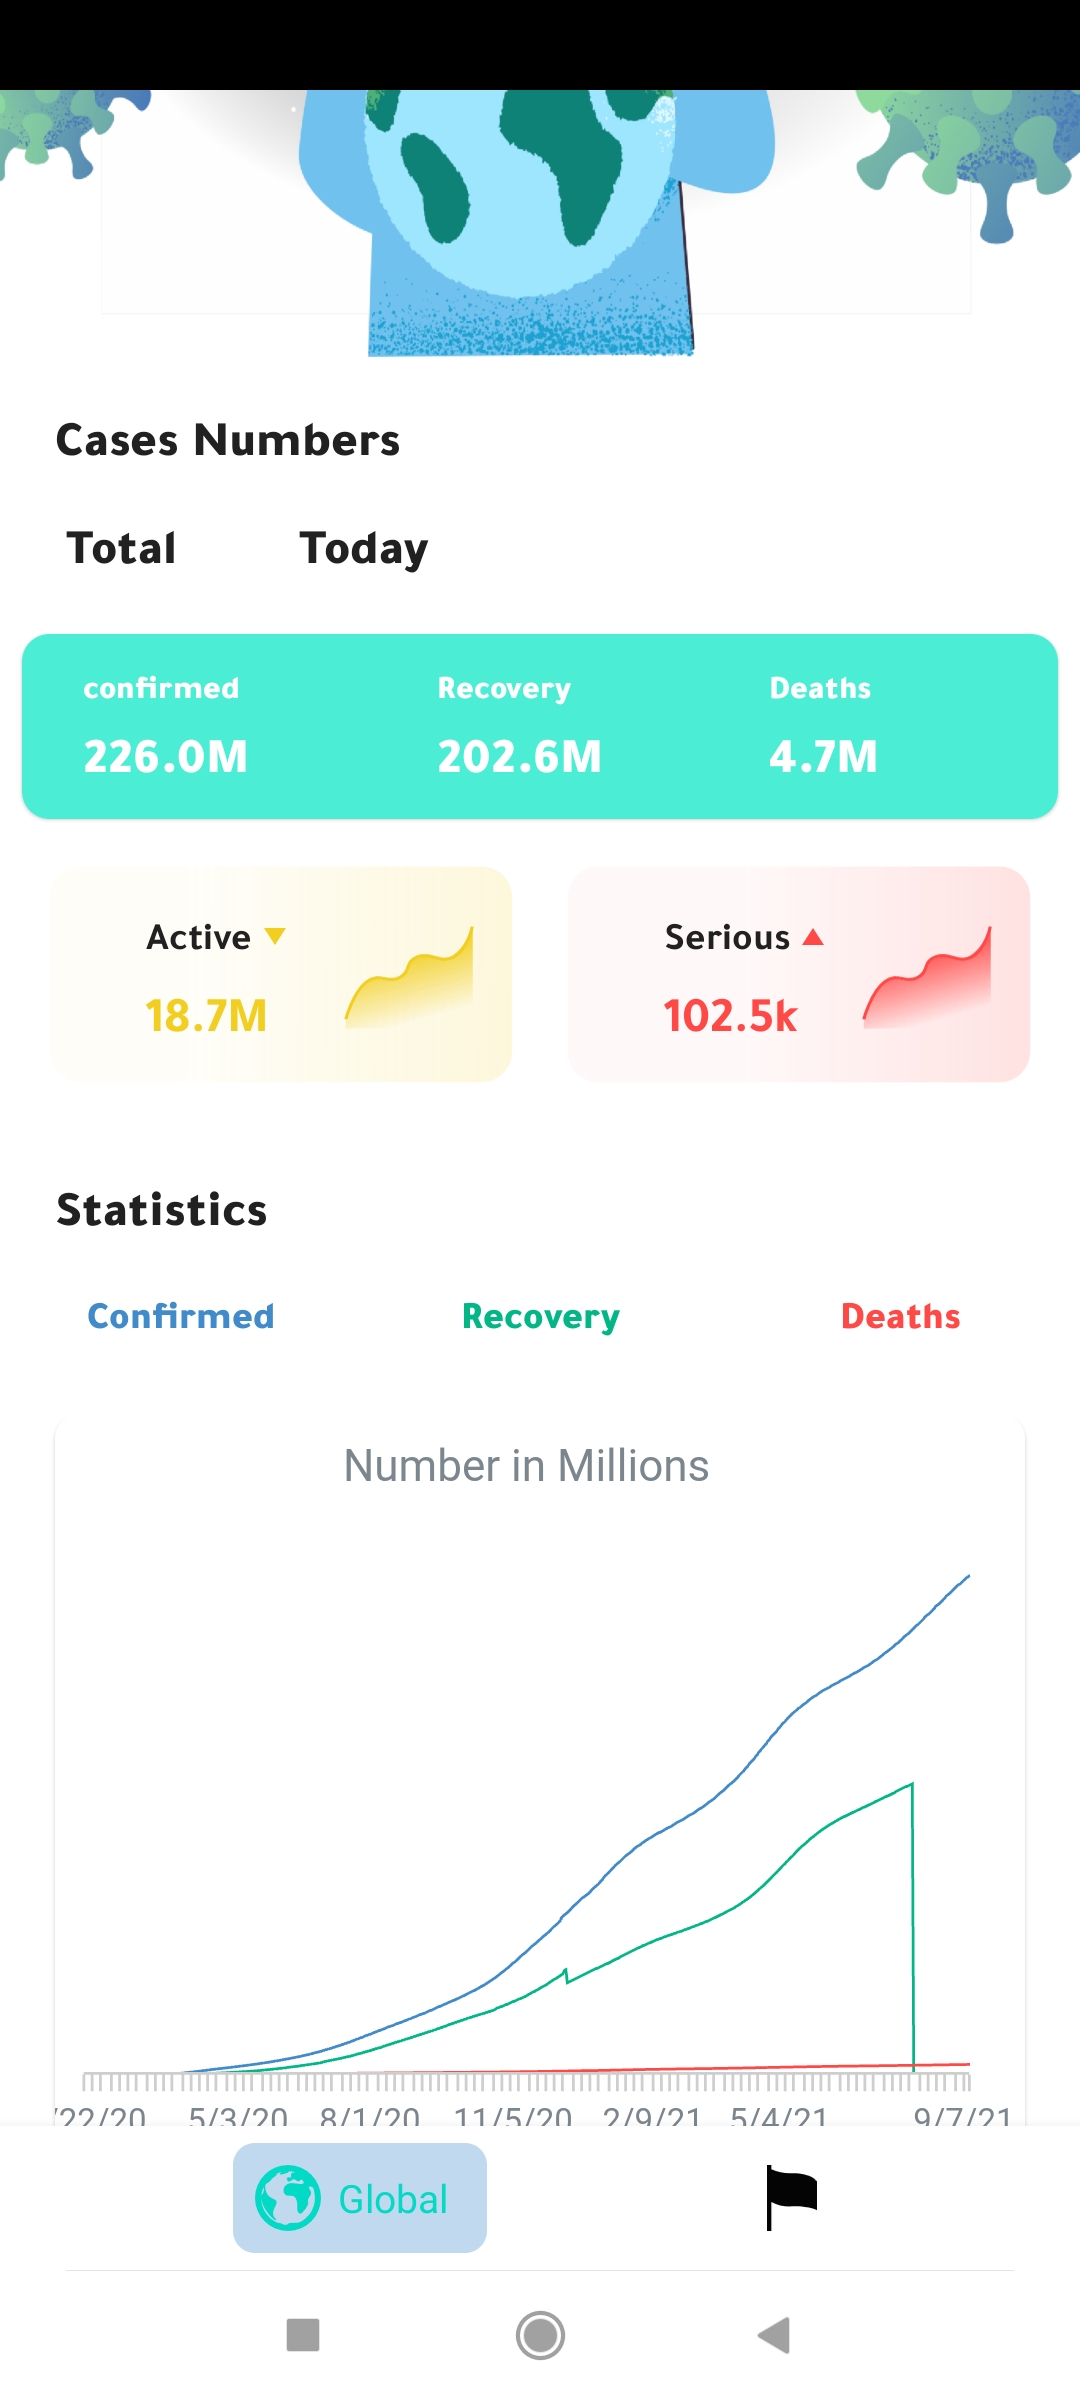 Cases Numbers
Total Today
confirmed Recovery Deaths
226.0M 202.6M 4.7M
Active Serious
18.7M 102.5k
Statistics
Confirmed Recovery Deaths
Number in Millions
/22/20 5/3/20 8/1/20 11/5/20 2/9/21 5/4/21 9/7/21
Global